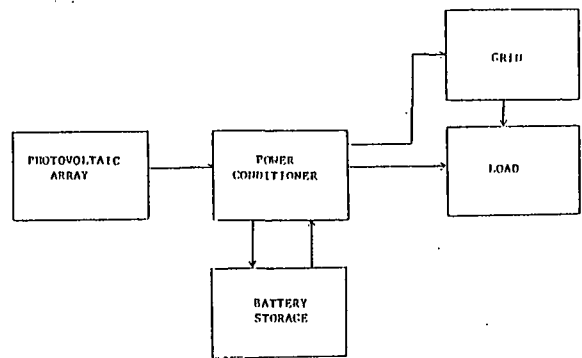 GRID
PHOTOVOLTAIC
ARRAY
POWER
CONDITIONER
LOAD
BATTERY
STORAGE